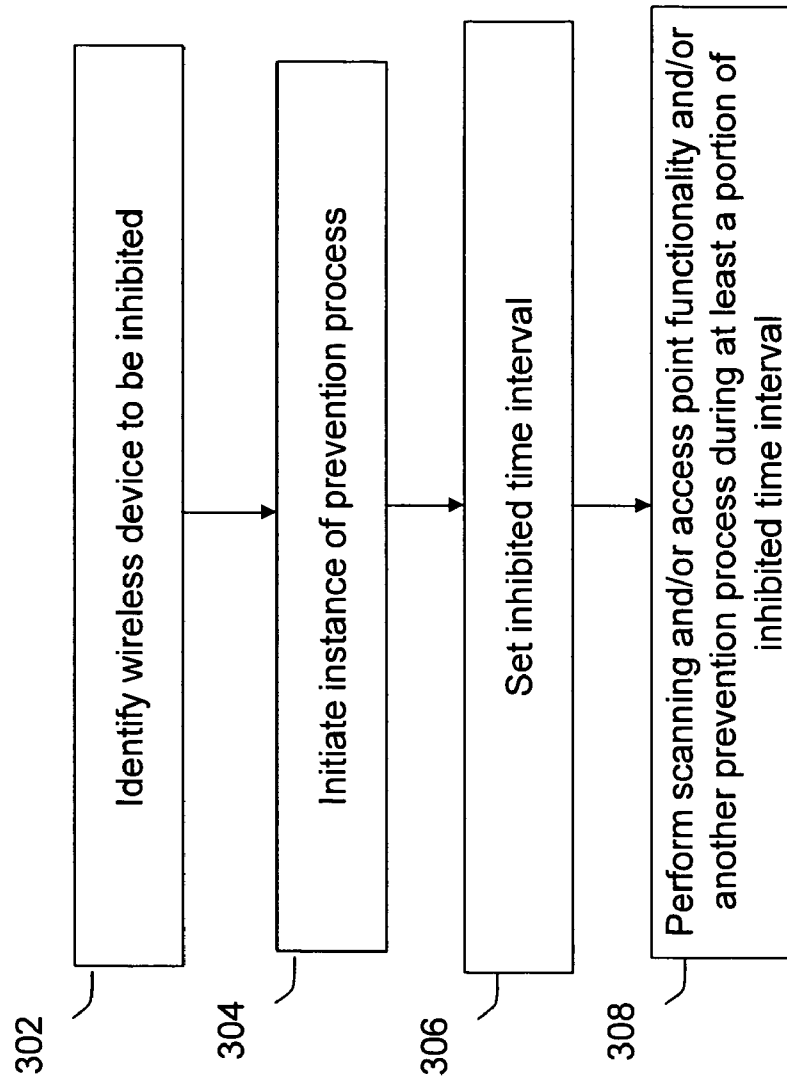 302
Identify wireless device to be inhibited
304
Initiate instance of prevention process
306
Set inhibited time interval
308
Perform scanning and/or access point functionality and/or
another prevention process during at least a portion of
inhibited time interval